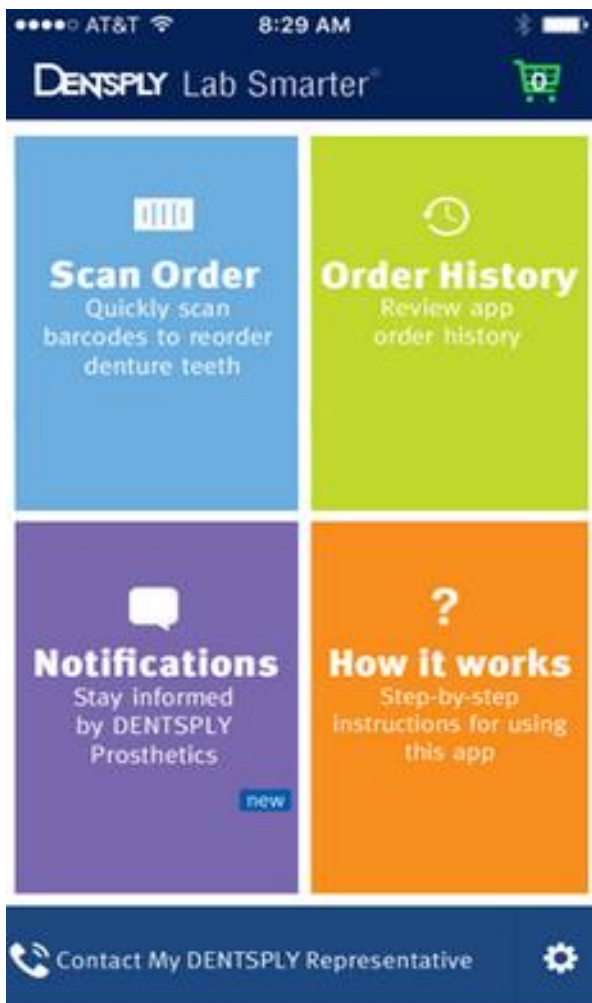 AT&T 8:29 AM
DENTSPLY Lab Smarter®
0
Scan Order
Quickly scan
barcodes to reorder
denture teeth
Order History
Review app
order history
Notifications
Stay informed
by DENTSPLY
Prosthetics
new
?
How it works
Step-by-step
instructions for using
this app
Contact My DENTSPLY Representative